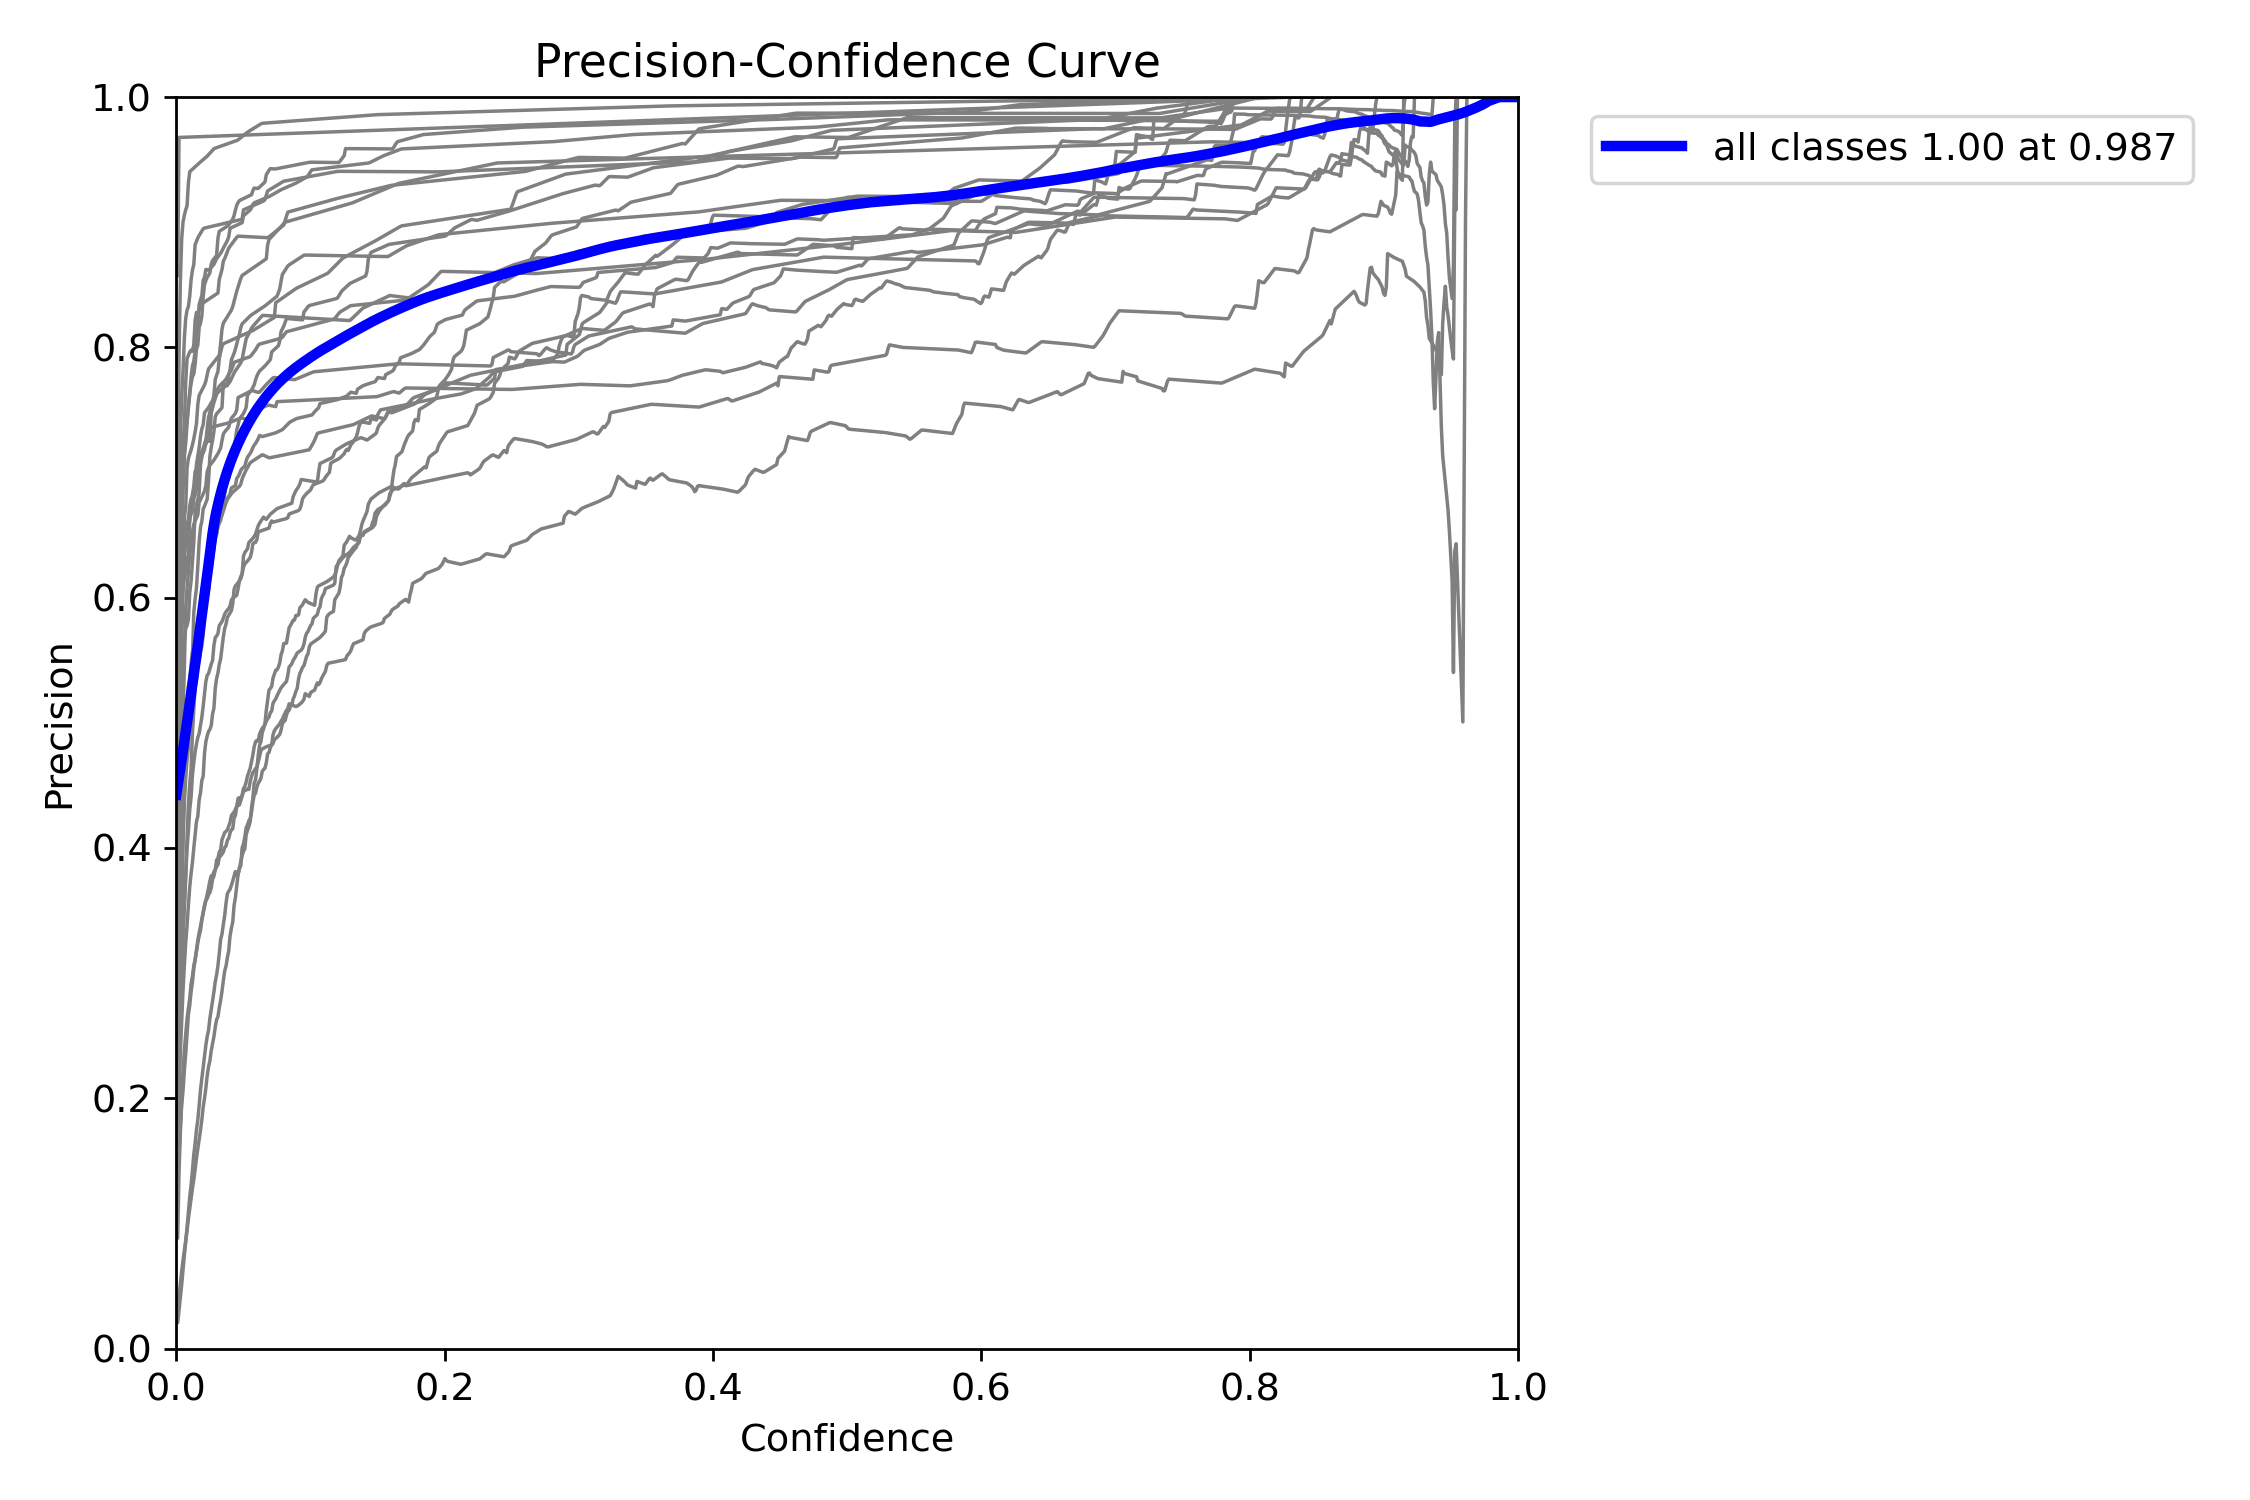 Precision-Confidence Curve
all classes 1.00 at 0.987
Precision
1.0
0.8
0.6
0.4
0.2
0.0
0.0 0.2 0.4 0.6 0.8 1.0
Confidence